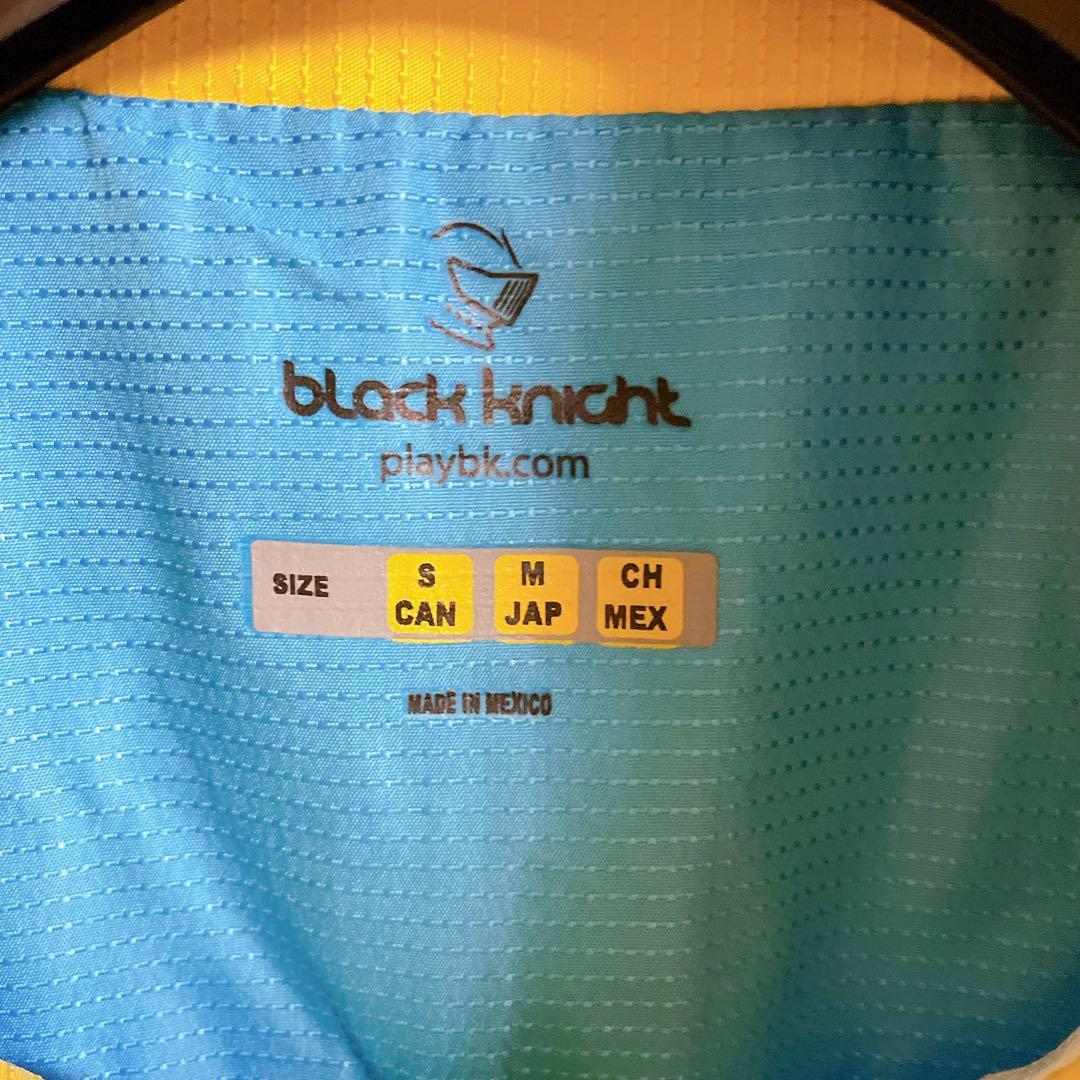 black knight
playbk.com
SIZE S CAN M JAP CH MEX
MADE IN MEXICO